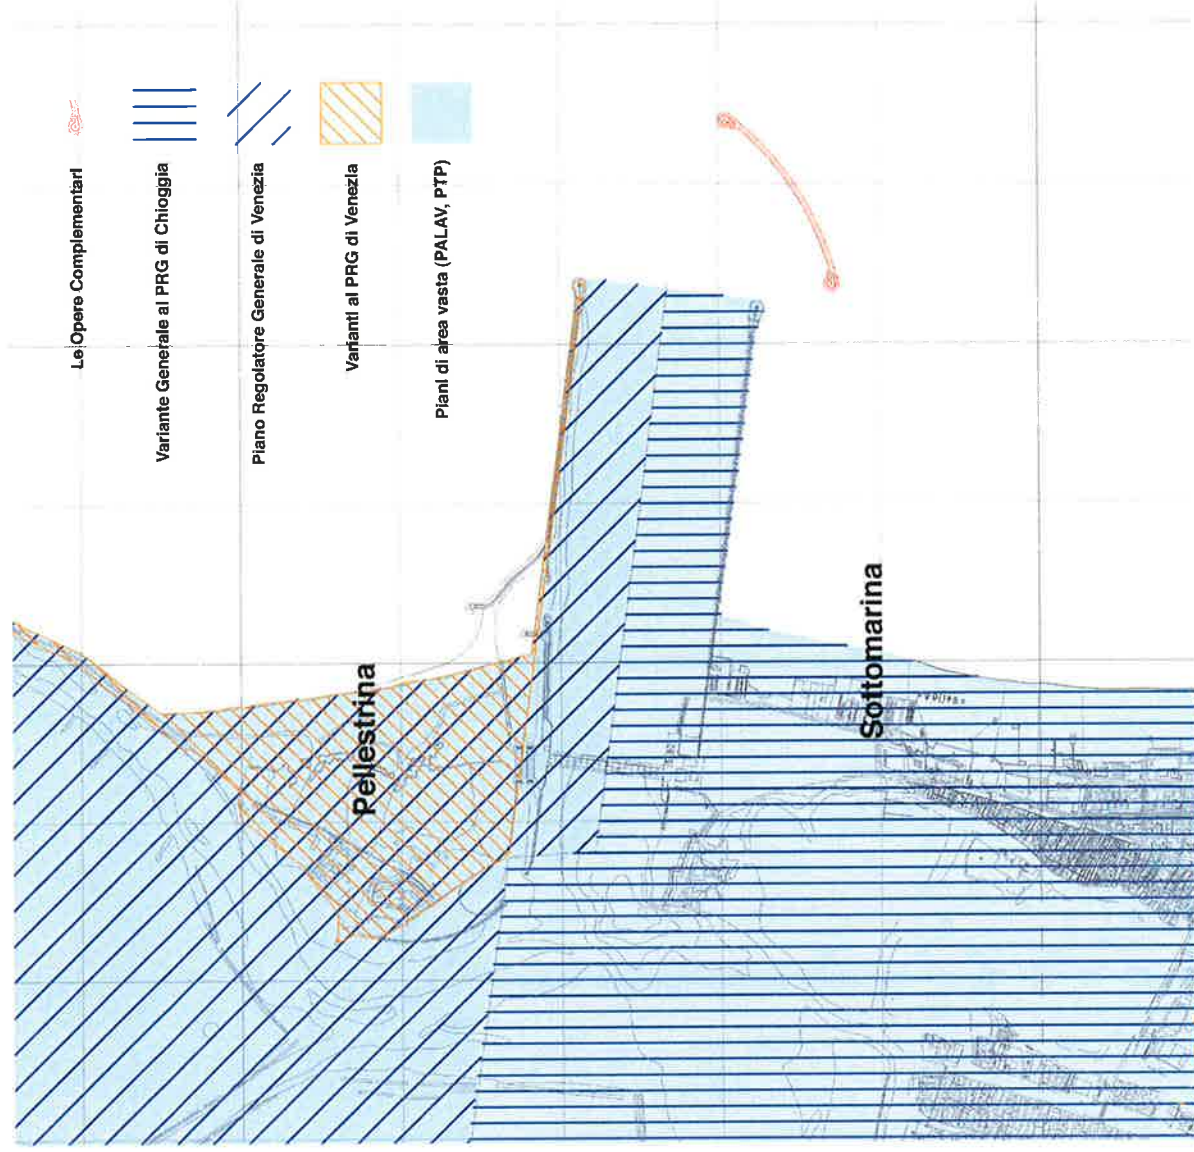 Le Opere Complementari
Variante Generale al PRG di Chioggia
Piano Regolatore Generale di Venezia
Varianti al PRG di Venezia
Piani di area vasta (PALAV, PTP)
Pellestrina
Sottomarina